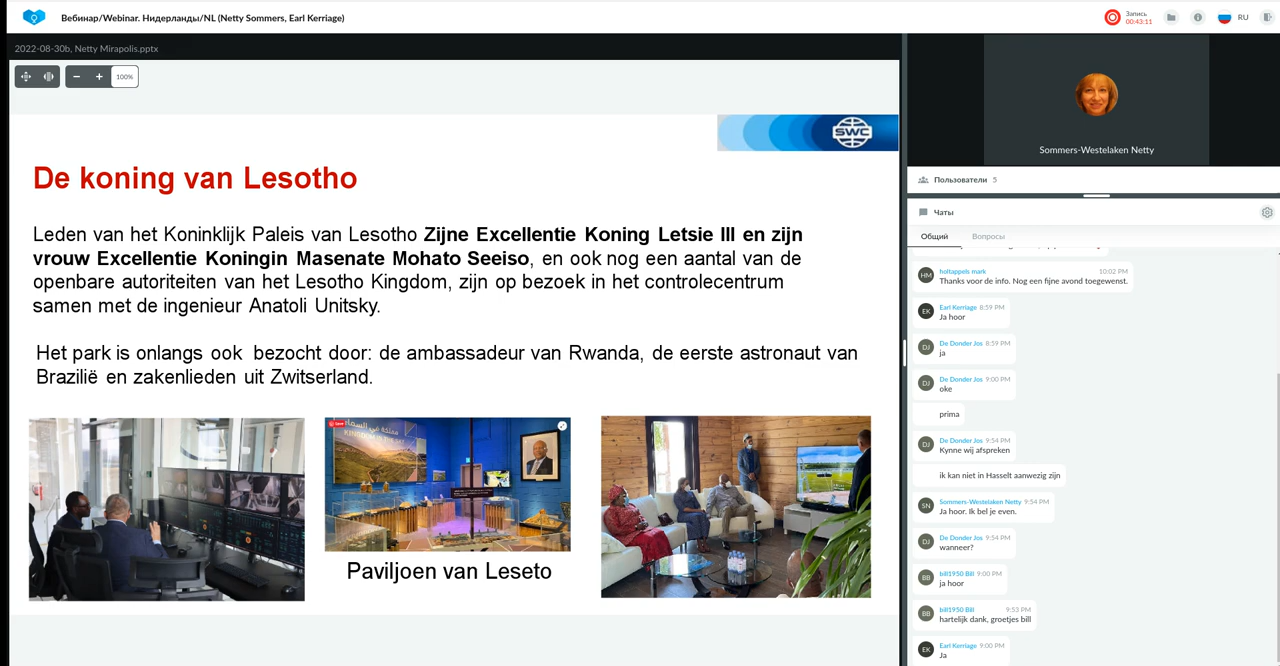 Вебинар/Webinar. Нидерланды/NL (Netty Sommers, Earl Kerriage)
Запись
00:43:11
RU
2022-08-30b, Netty Mirapolis.pptx
100%
SWC
De koning van Lesotho
Leden van het Koninklijk Paleis van Lesotho Zijne Excellentie Koning Letsie III en zijn
vrouw Excellentie Koningin Masenate Mohato Seeiso, en ook nog een aantal van de
openbare autoriteiten van het Lesotho Kingdom, zijn op bezoek in het controlecentrum
samen met de ingenieur Anatoli Unitsky.
Het park is onlangs ook bezocht door: de ambassadeur van Rwanda, de eerste astronaut van
Brazilië en zakenlieden uit Zwitserland.
Save
KINGDOM IN THE SKY
Paviljoen van Leseto
Sommers-Westelaken Netty
Пользователи 5
Чаты
Общий Вопросы
HM holtappels mark 10:02 PM
Thanks voor de info. Nog een fijne avond toegewenst.
EK Earl Kerriage 8:59 PM
Ja hoor
DJ De Donder Jos 8:59 PM
ja
DJ De Donder Jos 9:00 PM
oke
prima
DJ De Donder Jos 9:54 PM
Kynne wij afspreken
ik kan niet in Hasselt aanwezig zijn
SN Sommers-Westelaken Netty 9:54 PM
Ja hoor. Ik bel je even.
DJ De Donder Jos 9:54 PM
wanneer?
BB bill1950 Bill 9:00 PM
ja hoor
BB bill1950 Bill 9:53 PM
hartelijk dank, groetjes bill
EK Earl Kerriage 9:00 PM
Ja